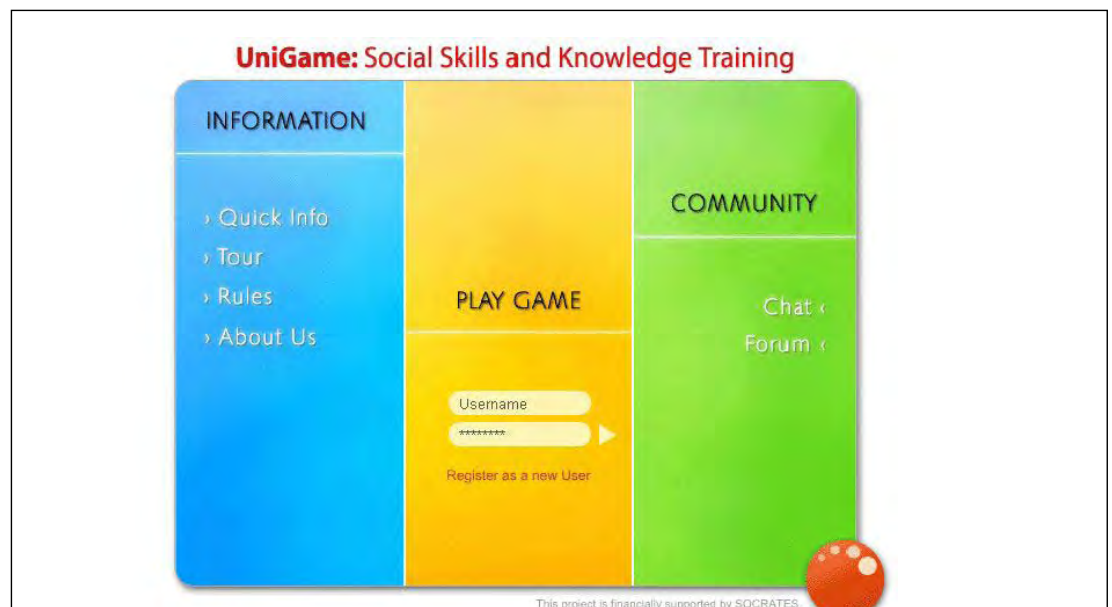 UniGame: Social Skills and Knowledge Training
INFORMATION
› Quick Info
› Tour
› Rules
› About Us
PLAY GAME
Username
********
Register as a new User
COMMUNITY
Chat ‹
Forum ‹
This project is financially supported by SOCRATES